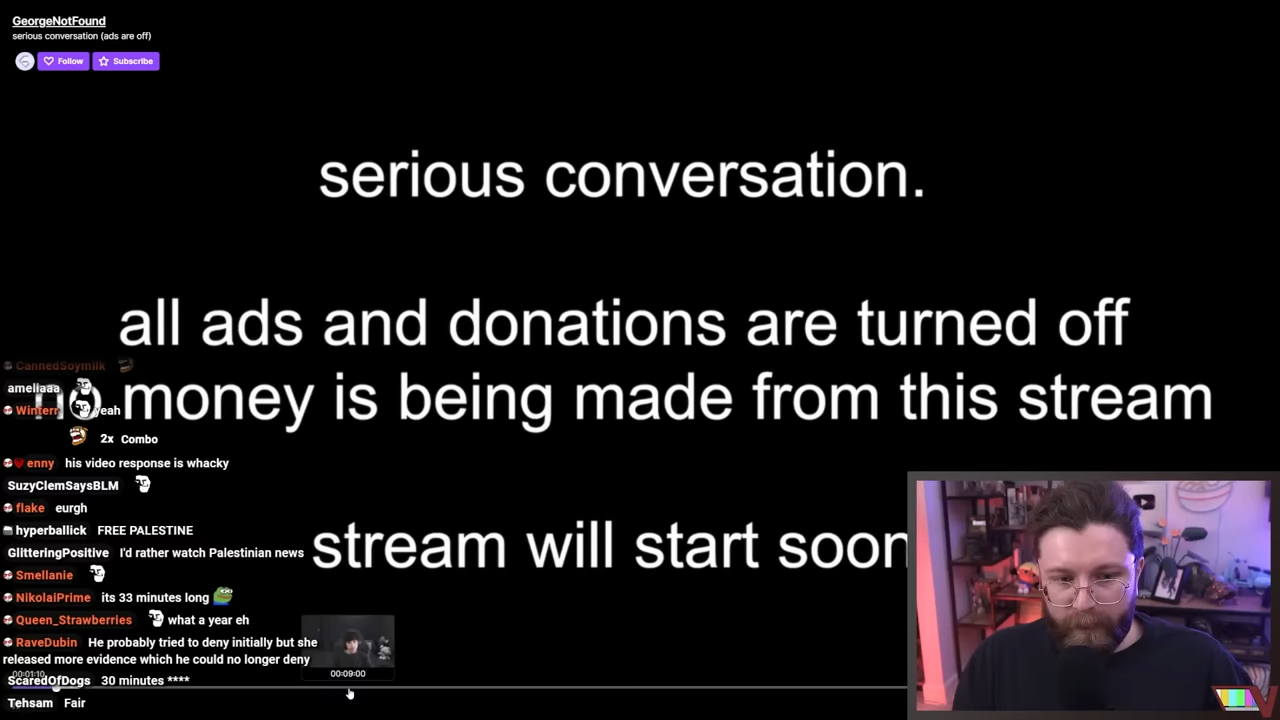 GeorgeNotFound
serious conversation (ads are off)
Follow
Subscribe
serious conversation.
all ads and donations are turned off
no money is being made from this stream
stream will start soon
CannedSoymilk
ameliaaa
Winterr yeah
2x Combo
enny his video response is whacky
SuzyClemSaysBLM
flake eurgh
hyperballick FREE PALESTINE
GlitteringPositive I'd rather watch Palestinian news
Smellanie
NikolaiPrime its 33 minutes long
Queen_Strawberries what a year eh
RaveDubin He probably tried to deny initially but she
released more evidence which he could no longer deny
00:01:10
00:09:00
ScaredOfDogs 30 minutes ****
Tehsam Fair